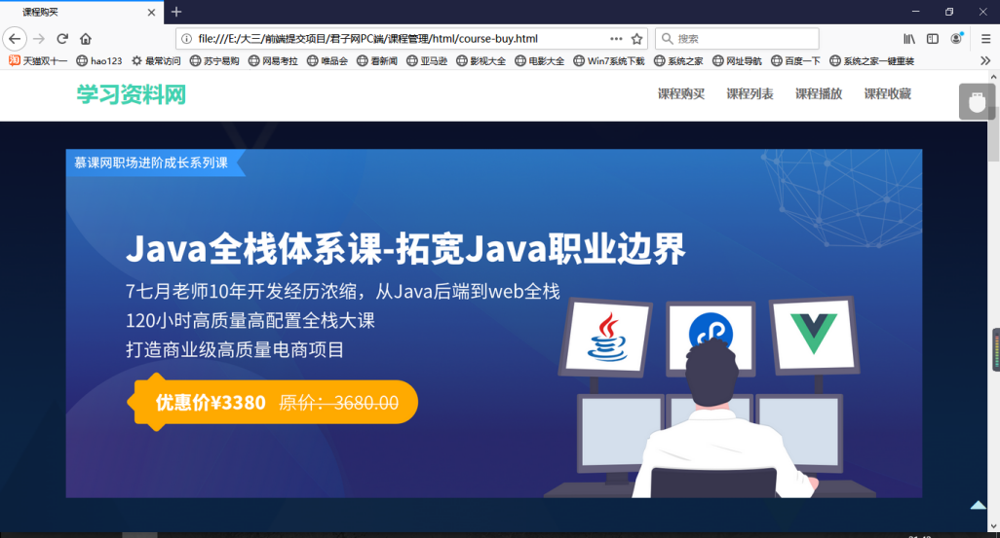 课程购买
file:///E:/大三/前端提交项目/君子网PC端/课程管理/html/course-buy.html
搜索
天猫双十一 hao123 最常访问 苏宁易购 网易考拉 唯品会 看新闻 亚马逊 影视大全 电影大全 Win7系统下载 系统之家 网址导航 百度一下 系统之家一键重装
学习资料网 课程购买 课程列表 课程播放 课程收藏
慕课网职场进阶成长系列课
Java全栈体系课-拓宽Java职业边界
7七月老师10年开发经历浓缩，从Java后端到web全栈
120小时高质量高配置全栈大课
打造商业级高质量电商项目
优惠价¥3380 原价：3680.00